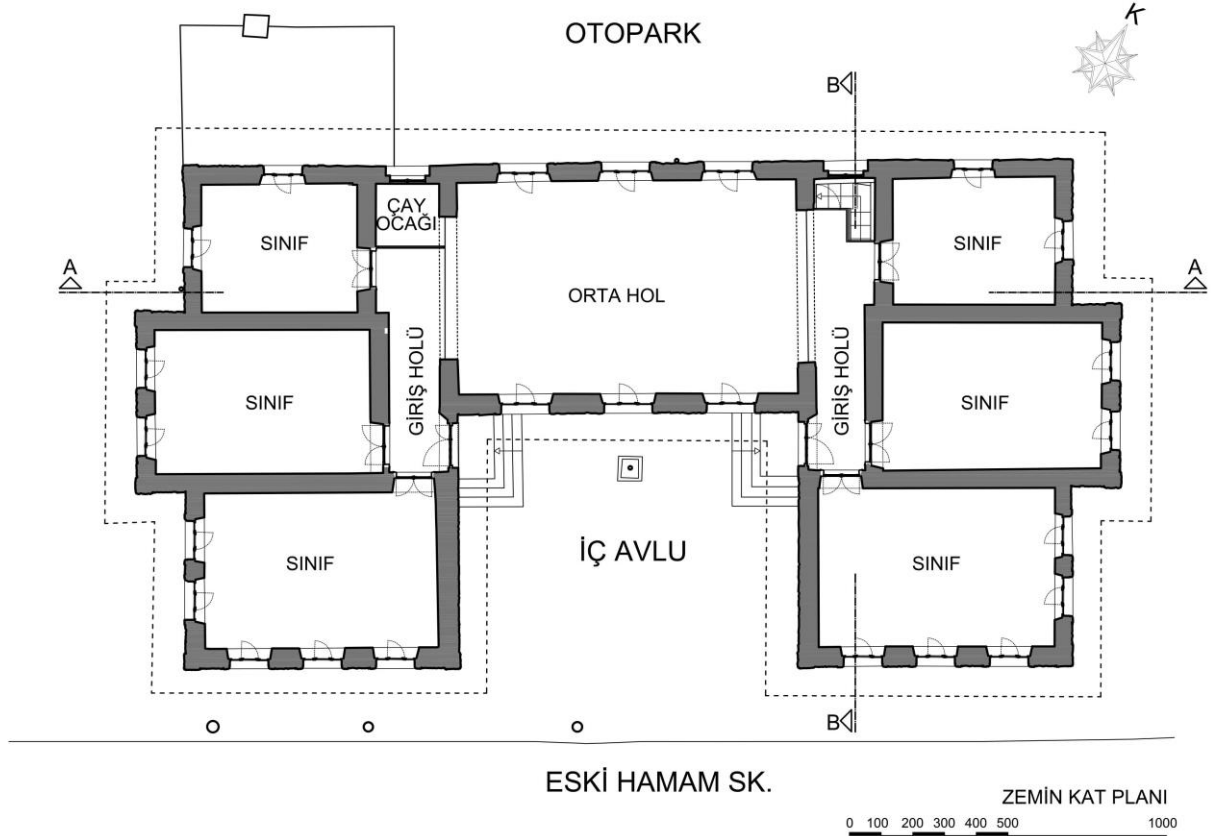 OTOPARK
K
B
ÇAY
OCAĞI
SINIF
SINIF
A
A
ORTA HOL
GİRİŞ HOLÜ
GİRİŞ HOLÜ
SINIF
SINIF
İÇ AVLU
SINIF
SINIF
B
ESKİ HAMAM SK.
ZEMİN KAT PLANI
0 100 200 300 400 500 1000